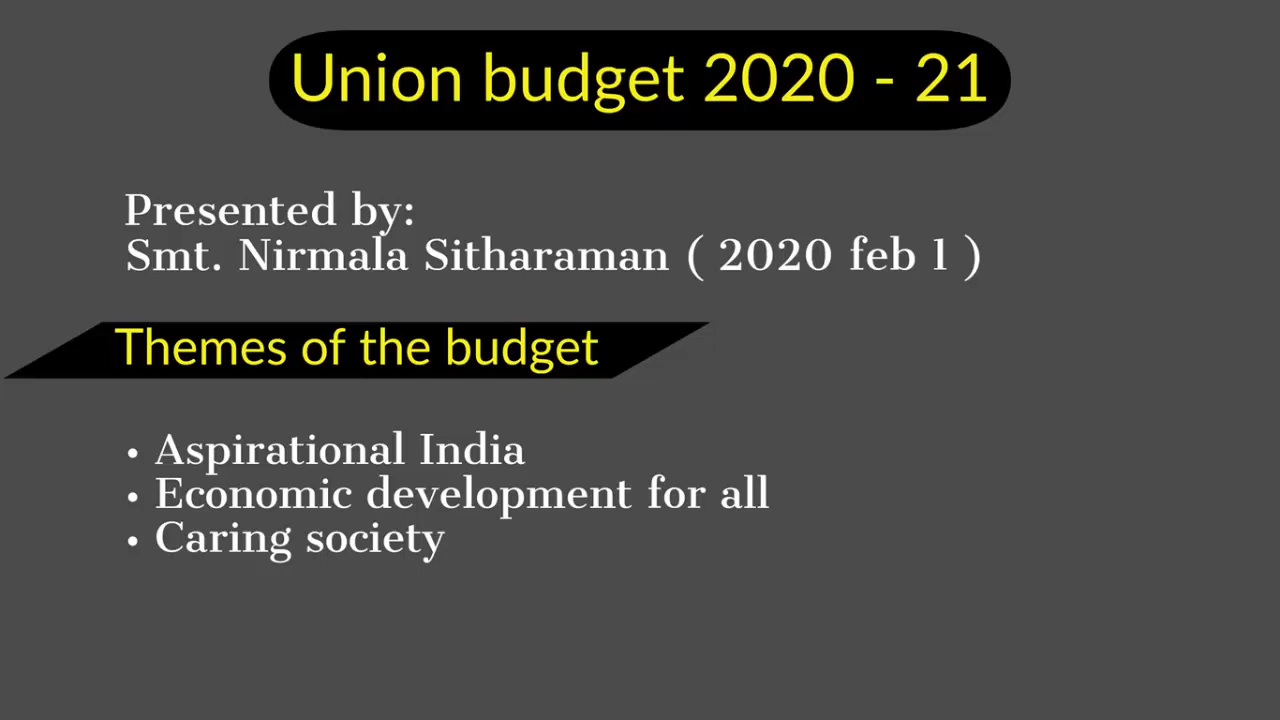 Union budget 2020 - 21
Presented by:
Smt. Nirmala Sitharaman ( 2020 feb 1 )
Themes of the budget
• Aspirational India
• Economic development for all
• Caring society